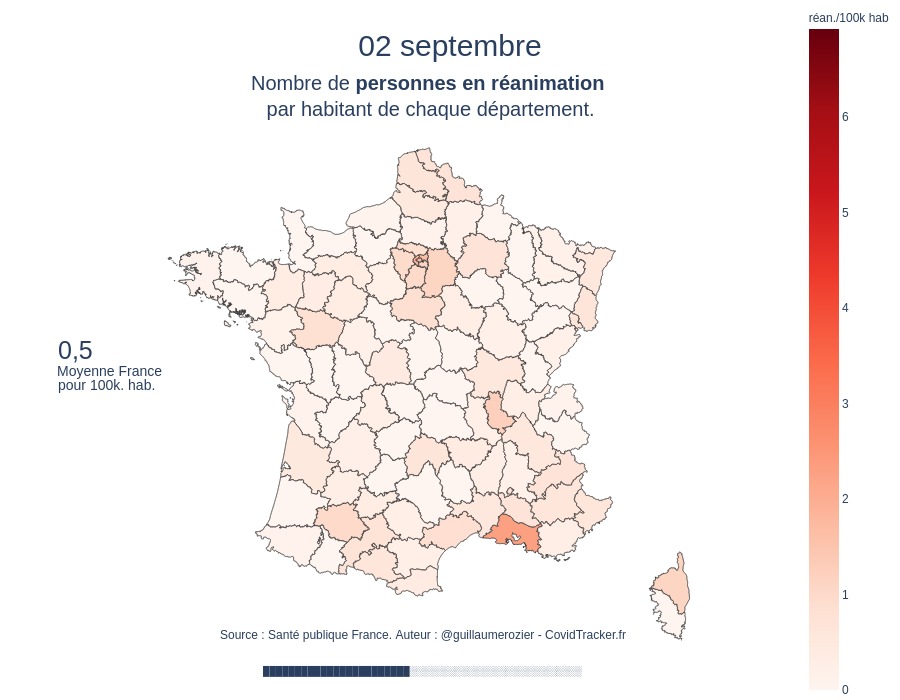 réan./100k hab
02 septembre
Nombre de personnes en réanimation
par habitant de chaque département.
6
5
4
3
2
1
0
0,5
Moyenne France
pour 100k. hab.
Source : Santé publique France. Auteur : @guillaumerozier - CovidTracker.fr